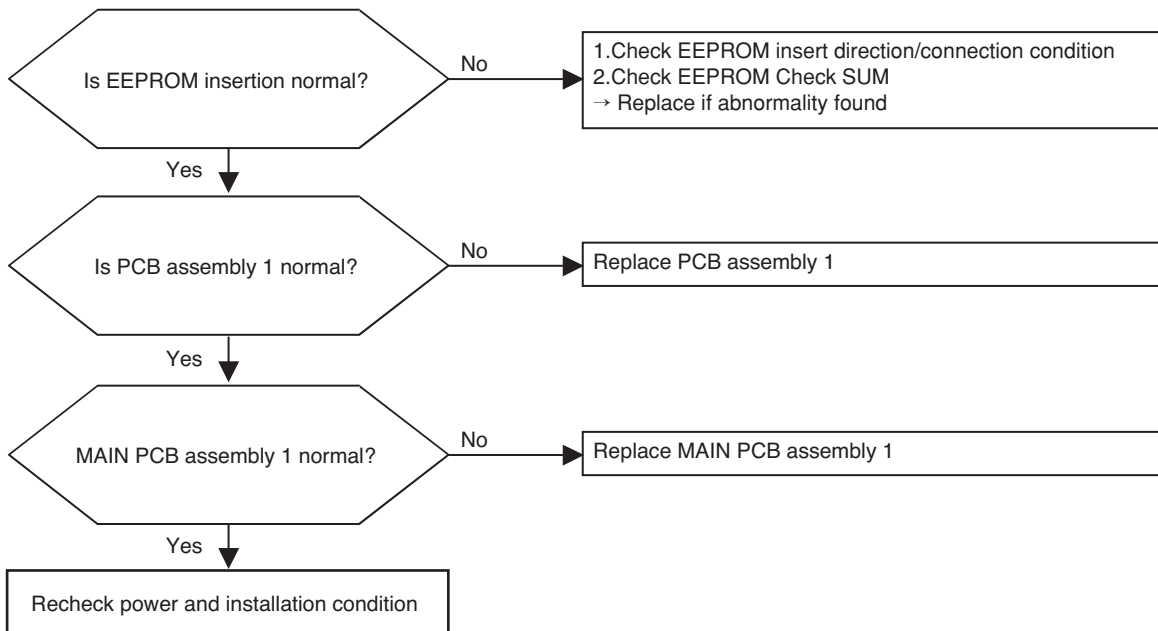 Is EEPROM insertion normal?
No
1.Check EEPROM insert direction/connection condition
2.Check EEPROM Check SUM
→ Replace if abnormality found
Yes
Is PCB assembly 1 normal?
No
Replace PCB assembly 1
Yes
MAIN PCB assembly 1 normal?
No
Replace MAIN PCB assembly 1
Yes
Recheck power and installation condition